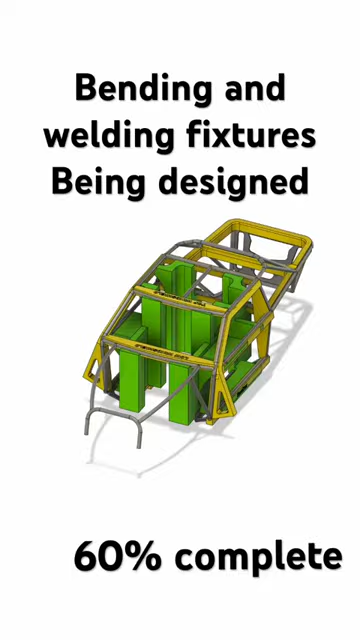 Bending and
welding fixtures
Being designed
60% complete